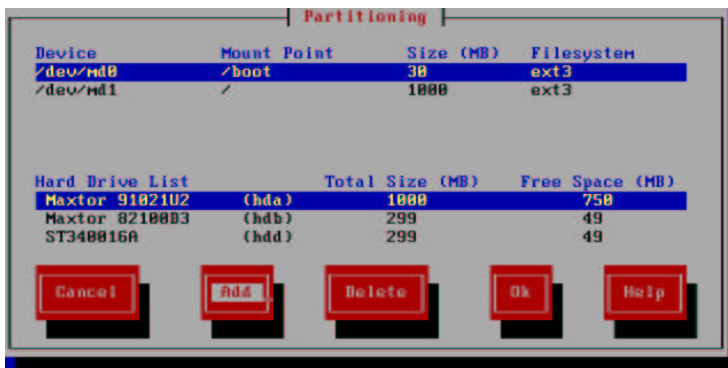 Partitioning
Device Mount Point Size (MB) Filesystem
/dev/md0 /boot 30 ext3
/dev/md1 / 1000 ext3
Hard Drive List Total Size (MB) Free Space (MB)
Maxtor 91021U2 (hda) 1000 750
Maxtor 82100D3 (hdb) 299 49
ST340016A (hdd) 299 49
Cancel Add Delete Ok Help